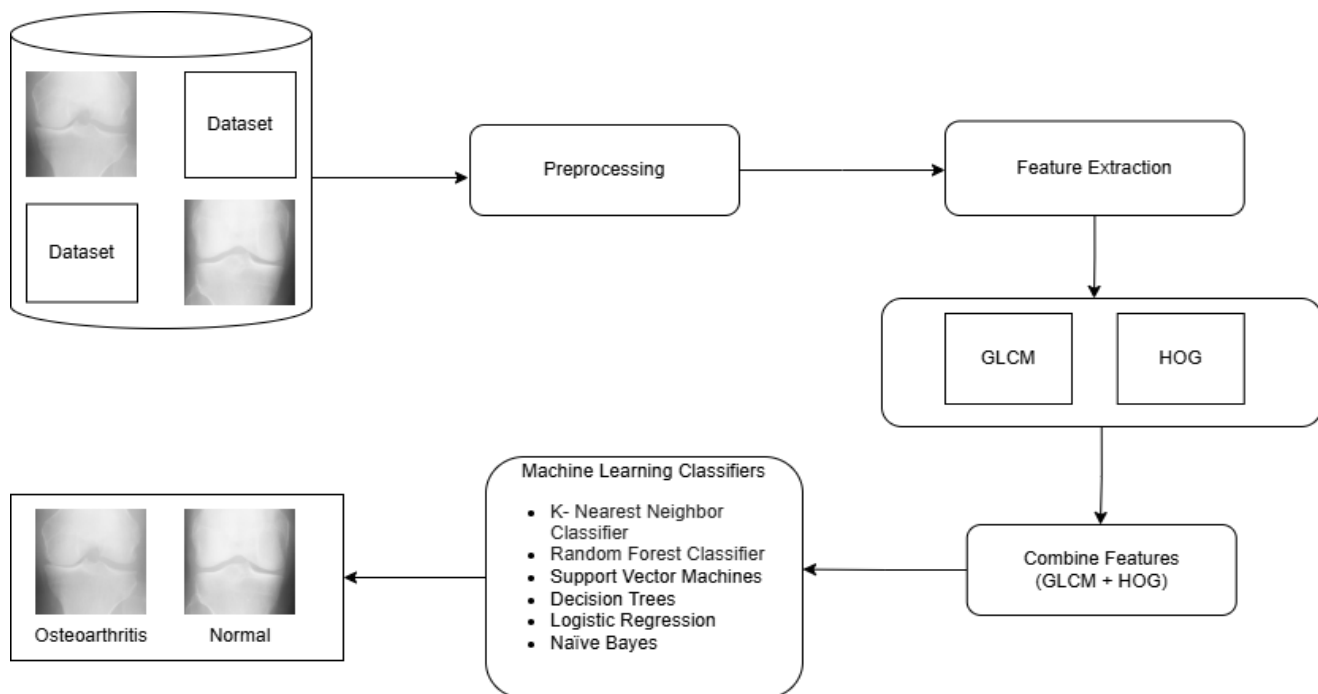 Dataset
Dataset
Preprocessing
Feature Extraction
GLCM
HOG
Combine Features
(GLCM + HOG)
Machine Learning Classifiers
• K- Nearest Neighbor
Classifier
• Random Forest Classifier
• Support Vector Machines
• Decision Trees
• Logistic Regression
• Naïve Bayes
Osteoarthritis
Normal